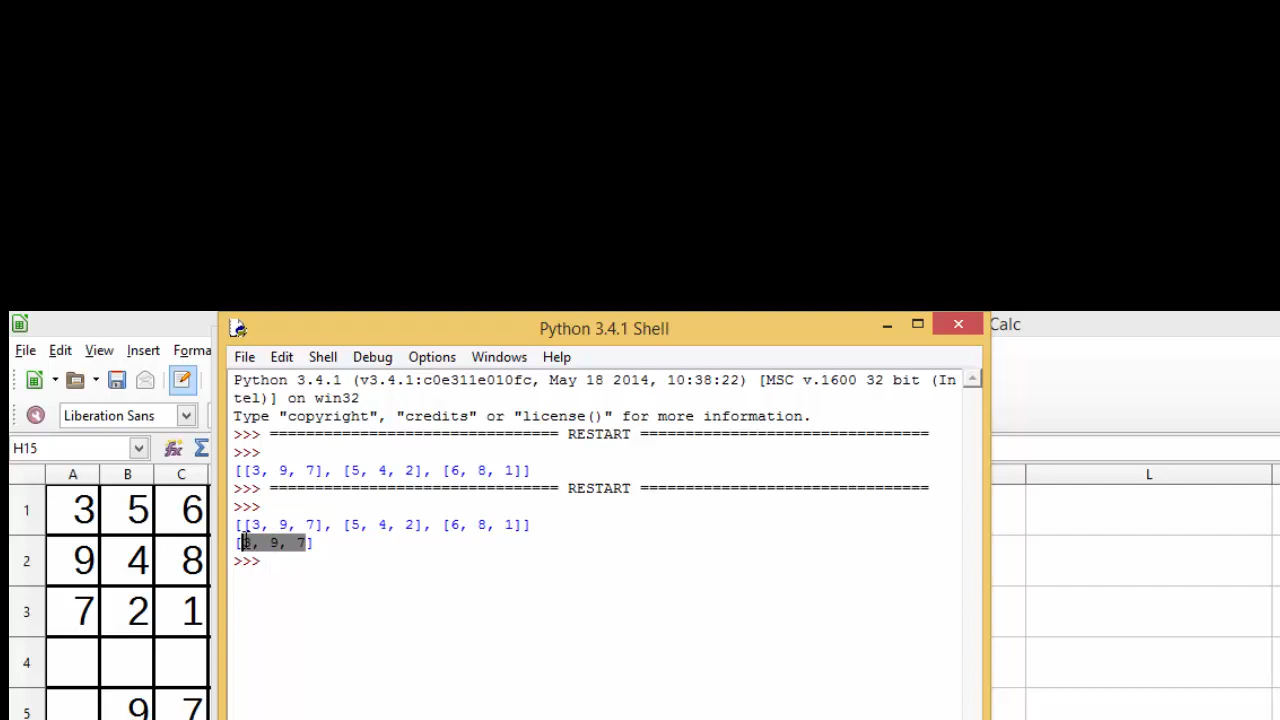 Calc
File Edit View Insert Forma
Liberation Sans
H15
A B C L
1 3 5 6
2 9 4 8
3 7 2 1
4
5 9 7
Python 3.4.1 Shell
File Edit Shell Debug Options Windows Help
Python 3.4.1 (v3.4.1:c0e311e010fc, May 18 2014, 10:38:22) [MSC v.1600 32 bit (In
tel)] on win32
Type "copyright", "credits" or "license()" for more information.
>>> ================================ RESTART ================================
>>>
[[3, 9, 7], [5, 4, 2], [6, 8, 1]]
>>> ================================ RESTART ================================
>>>
[[3, 9, 7], [5, 4, 2], [6, 8, 1]]
[3, 9, 7]
>>>